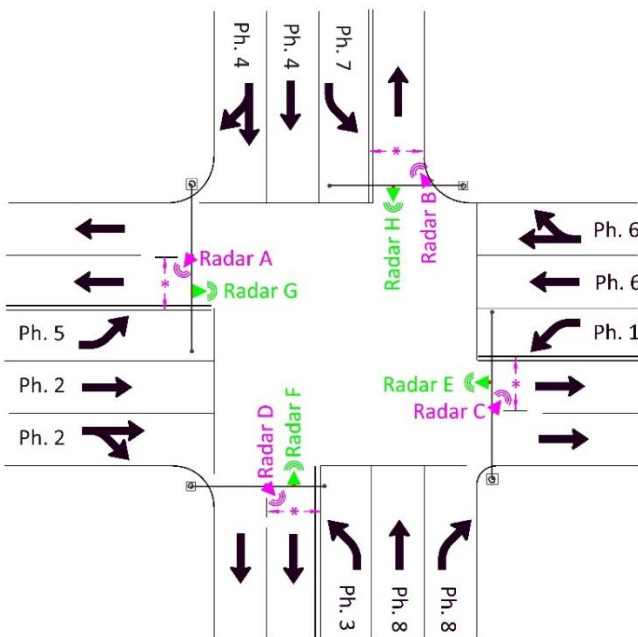 Ph. 4
Ph. 4
Ph. 7
*
Radar H
Radar B
Ph. 6
Radar A
*
Radar G
Ph. 6
Ph. 5
Ph. 1
Ph. 2
Radar E
*
Radar C
Ph. 2
Radar D
Radar F
*
Ph. 3
Ph. 8
Ph. 8